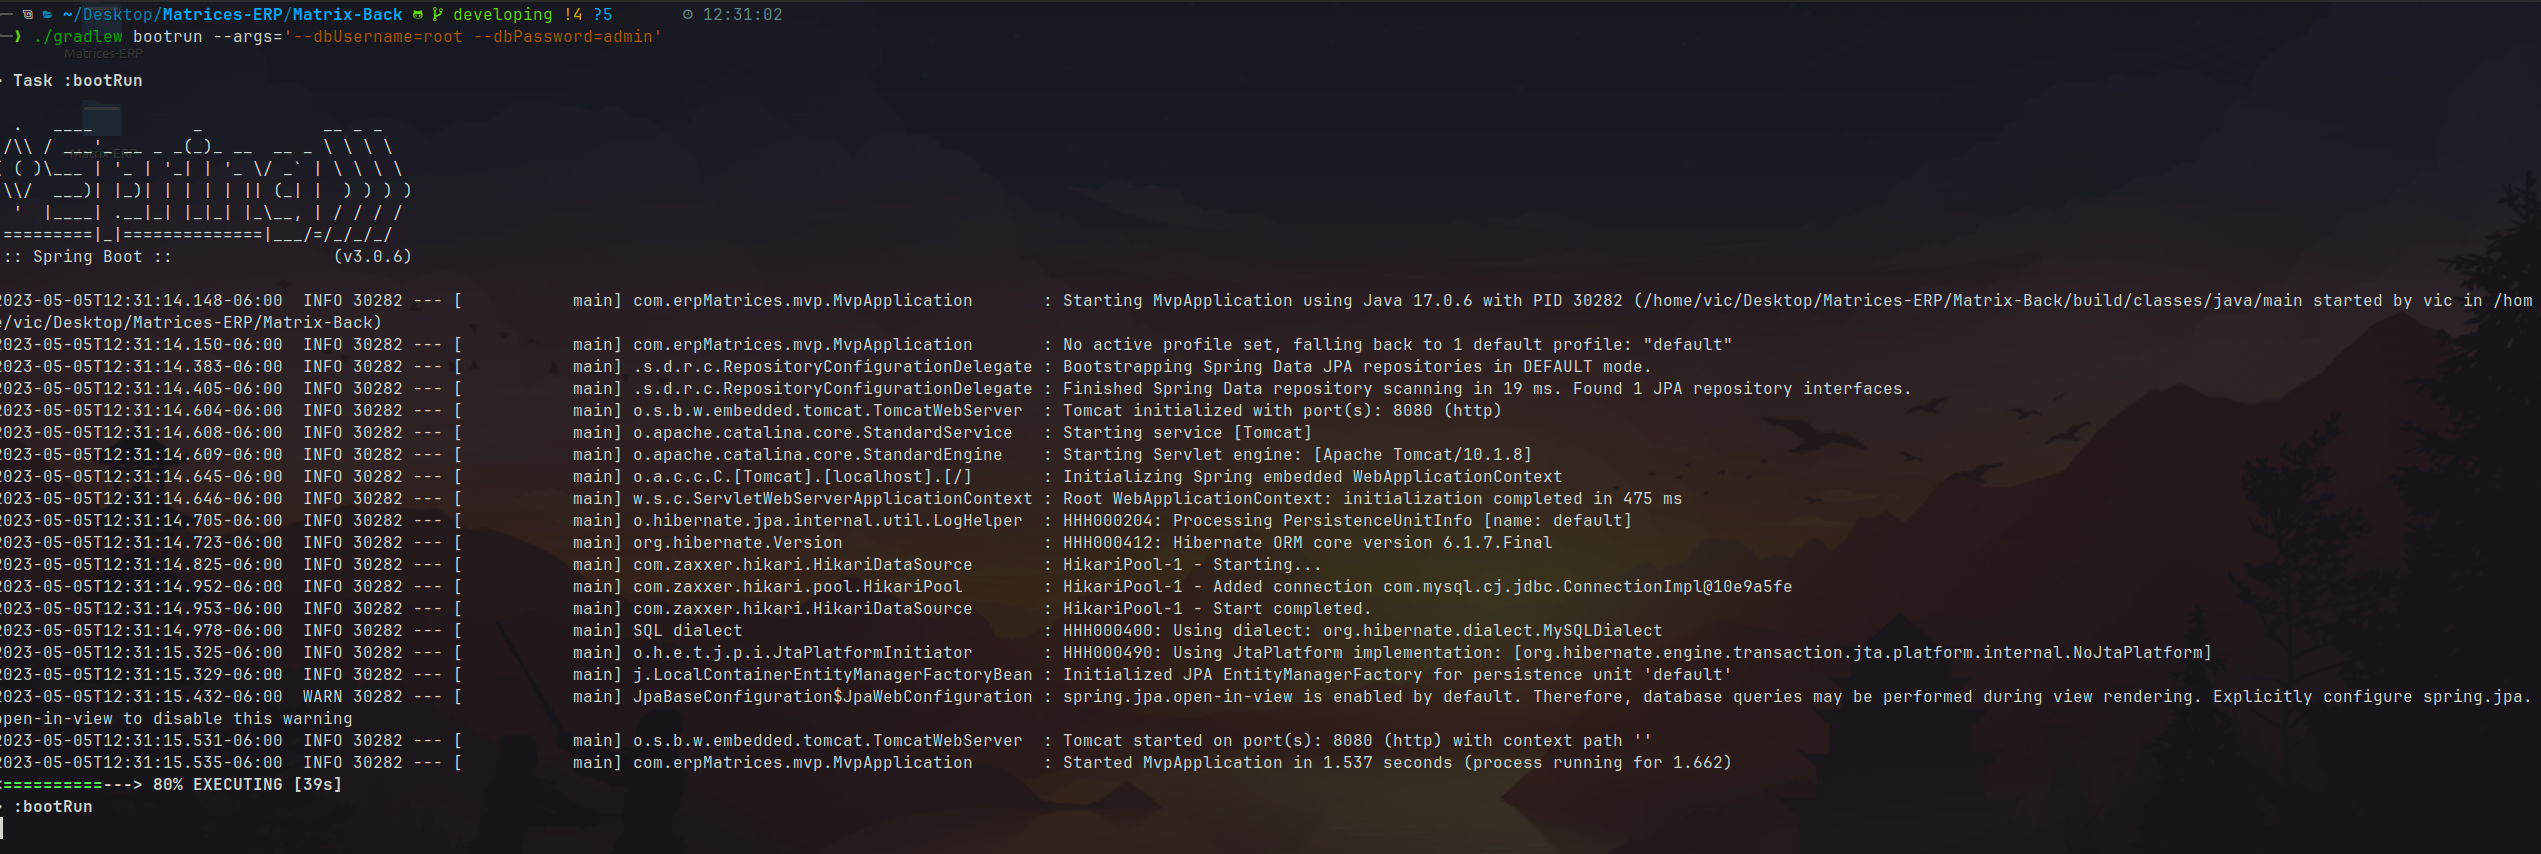 ~/Desktop/Matrices-ERP/Matrix-Back developing !4 ?5 12:31:02
❯ ./gradlew bootrun --args='--dbUsername=root --dbPassword=admin'
Matrices-ERP
> Task :bootRun
  .   ____          _            __ _ _
 /\\ / ___'_ __ _ _(_)_ __  __ _ \ \ \ \
( ( )\___ | '_ | '_| | '_ \/ _` | \ \ \ \
 \\/  ___)| |_)| | | | | || (_| |  ) ) ) )
  '  |____| .__|_| |_|_| |_\__, | / / / /
 =========|_|==============|___/=/_/_/_/
:: Spring Boot ::                (v3.0.6)
2023-05-05T12:31:14.148-06:00  INFO 30282 --- [           main] com.erpMatrices.mvp.MvpApplication       : Starting MvpApplication using Java 17.0.6 with PID 30282 (/home/vic/Desktop/Matrices-ERP/Matrix-Back/build/classes/java/main started by vic in /hom
e/vic/Desktop/Matrices-ERP/Matrix-Back)
2023-05-05T12:31:14.150-06:00  INFO 30282 --- [           main] com.erpMatrices.mvp.MvpApplication       : No active profile set, falling back to 1 default profile: "default"
2023-05-05T12:31:14.383-06:00  INFO 30282 --- [           main] .s.d.r.c.RepositoryConfigurationDelegate : Bootstrapping Spring Data JPA repositories in DEFAULT mode.
2023-05-05T12:31:14.405-06:00  INFO 30282 --- [           main] .s.d.r.c.RepositoryConfigurationDelegate : Finished Spring Data repository scanning in 19 ms. Found 1 JPA repository interfaces.
2023-05-05T12:31:14.604-06:00  INFO 30282 --- [           main] o.s.b.w.embedded.tomcat.TomcatWebServer  : Tomcat initialized with port(s): 8080 (http)
2023-05-05T12:31:14.608-06:00  INFO 30282 --- [           main] o.apache.catalina.core.StandardService   : Starting service [Tomcat]
2023-05-05T12:31:14.609-06:00  INFO 30282 --- [           main] o.apache.catalina.core.StandardEngine    : Starting Servlet engine: [Apache Tomcat/10.1.8]
2023-05-05T12:31:14.645-06:00  INFO 30282 --- [           main] o.a.c.c.C.[Tomcat].[localhost].[/]       : Initializing Spring embedded WebApplicationContext
2023-05-05T12:31:14.646-06:00  INFO 30282 --- [           main] w.s.c.ServletWebServerApplicationContext : Root WebApplicationContext: initialization completed in 475 ms
2023-05-05T12:31:14.705-06:00  INFO 30282 --- [           main] o.hibernate.jpa.internal.util.LogHelper  : HHH000204: Processing PersistenceUnitInfo [name: default]
2023-05-05T12:31:14.723-06:00  INFO 30282 --- [           main] org.hibernate.Version                    : HHH000412: Hibernate ORM core version 6.1.7.Final
2023-05-05T12:31:14.825-06:00  INFO 30282 --- [           main] com.zaxxer.hikari.HikariDataSource       : HikariPool-1 - Starting...
2023-05-05T12:31:14.952-06:00  INFO 30282 --- [           main] com.zaxxer.hikari.pool.HikariPool        : HikariPool-1 - Added connection com.mysql.cj.jdbc.ConnectionImpl@10e9a5fe
2023-05-05T12:31:14.953-06:00  INFO 30282 --- [           main] com.zaxxer.hikari.HikariDataSource       : HikariPool-1 - Start completed.
2023-05-05T12:31:14.978-06:00  INFO 30282 --- [           main] SQL dialect                              : HHH000400: Using dialect: org.hibernate.dialect.MySQLDialect
2023-05-05T12:31:15.325-06:00  INFO 30282 --- [           main] o.h.e.t.j.p.i.JtaPlatformInitiator       : HHH000490: Using JtaPlatform implementation: [org.hibernate.engine.transaction.jta.platform.internal.NoJtaPlatform]
2023-05-05T12:31:15.329-06:00  INFO 30282 --- [           main] j.LocalContainerEntityManagerFactoryBean : Initialized JPA EntityManagerFactory for persistence unit 'default'
2023-05-05T12:31:15.432-06:00  WARN 30282 --- [           main] JpaBaseConfiguration$JpaWebConfiguration : spring.jpa.open-in-view is enabled by default. Therefore, database queries may be performed during view rendering. Explicitly configure spring.jpa.
open-in-view to disable this warning
2023-05-05T12:31:15.531-06:00  INFO 30282 --- [           main] o.s.b.w.embedded.tomcat.TomcatWebServer  : Tomcat started on port(s): 8080 (http) with context path ''
2023-05-05T12:31:15.535-06:00  INFO 30282 --- [           main] com.erpMatrices.mvp.MvpApplication       : Started MvpApplication in 1.537 seconds (process running for 1.662)
<==========---> 80% EXECUTING [39s]
> :bootRun